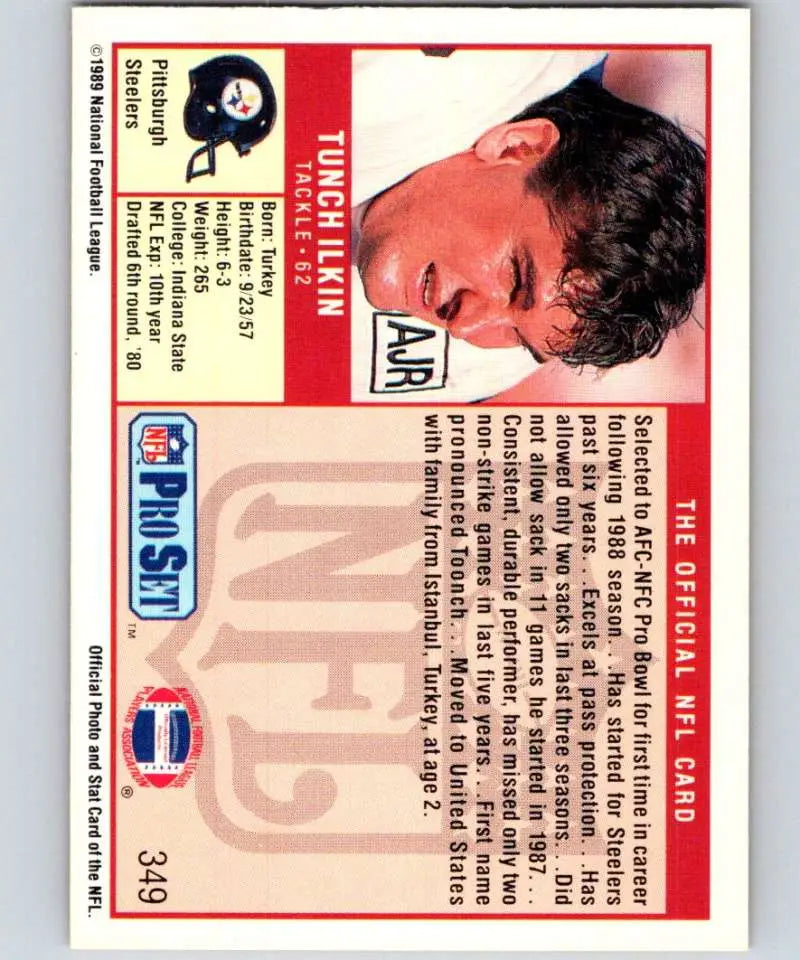 THE OFFICIAL NFL CARD
AJR
TUNCH ILKIN
TACKLE • 62
Pittsburgh
Steelers
Born: Turkey
Birthdate: 9/23/57
Height: 6-3
Weight: 265
College: Indiana State
NFL Exp: 10th year
Drafted 6th round, '80
Selected to AFC-NFC Pro Bowl for first time in career
following 1988 season. . .Has started for Steelers
past six years. . .Excels at pass protection. . .Has
allowed only two sacks in last three seasons. . .Did
not allow sack in 11 games he started in 1987. . .
Consistent, durable performer, has missed only two
non-strike games in last five years. . .First name
pronounced Toonch. . .Moved to United States
with family from Istanbul, Turkey, at age 2.
NFL
NFL
PRO SET
TM
NATIONAL FOOTBALL LEAGUE
PLAYERS ASSOCIATION
®
349
©1989 National Football League.
Official Photo and Stat Card of the NFL.